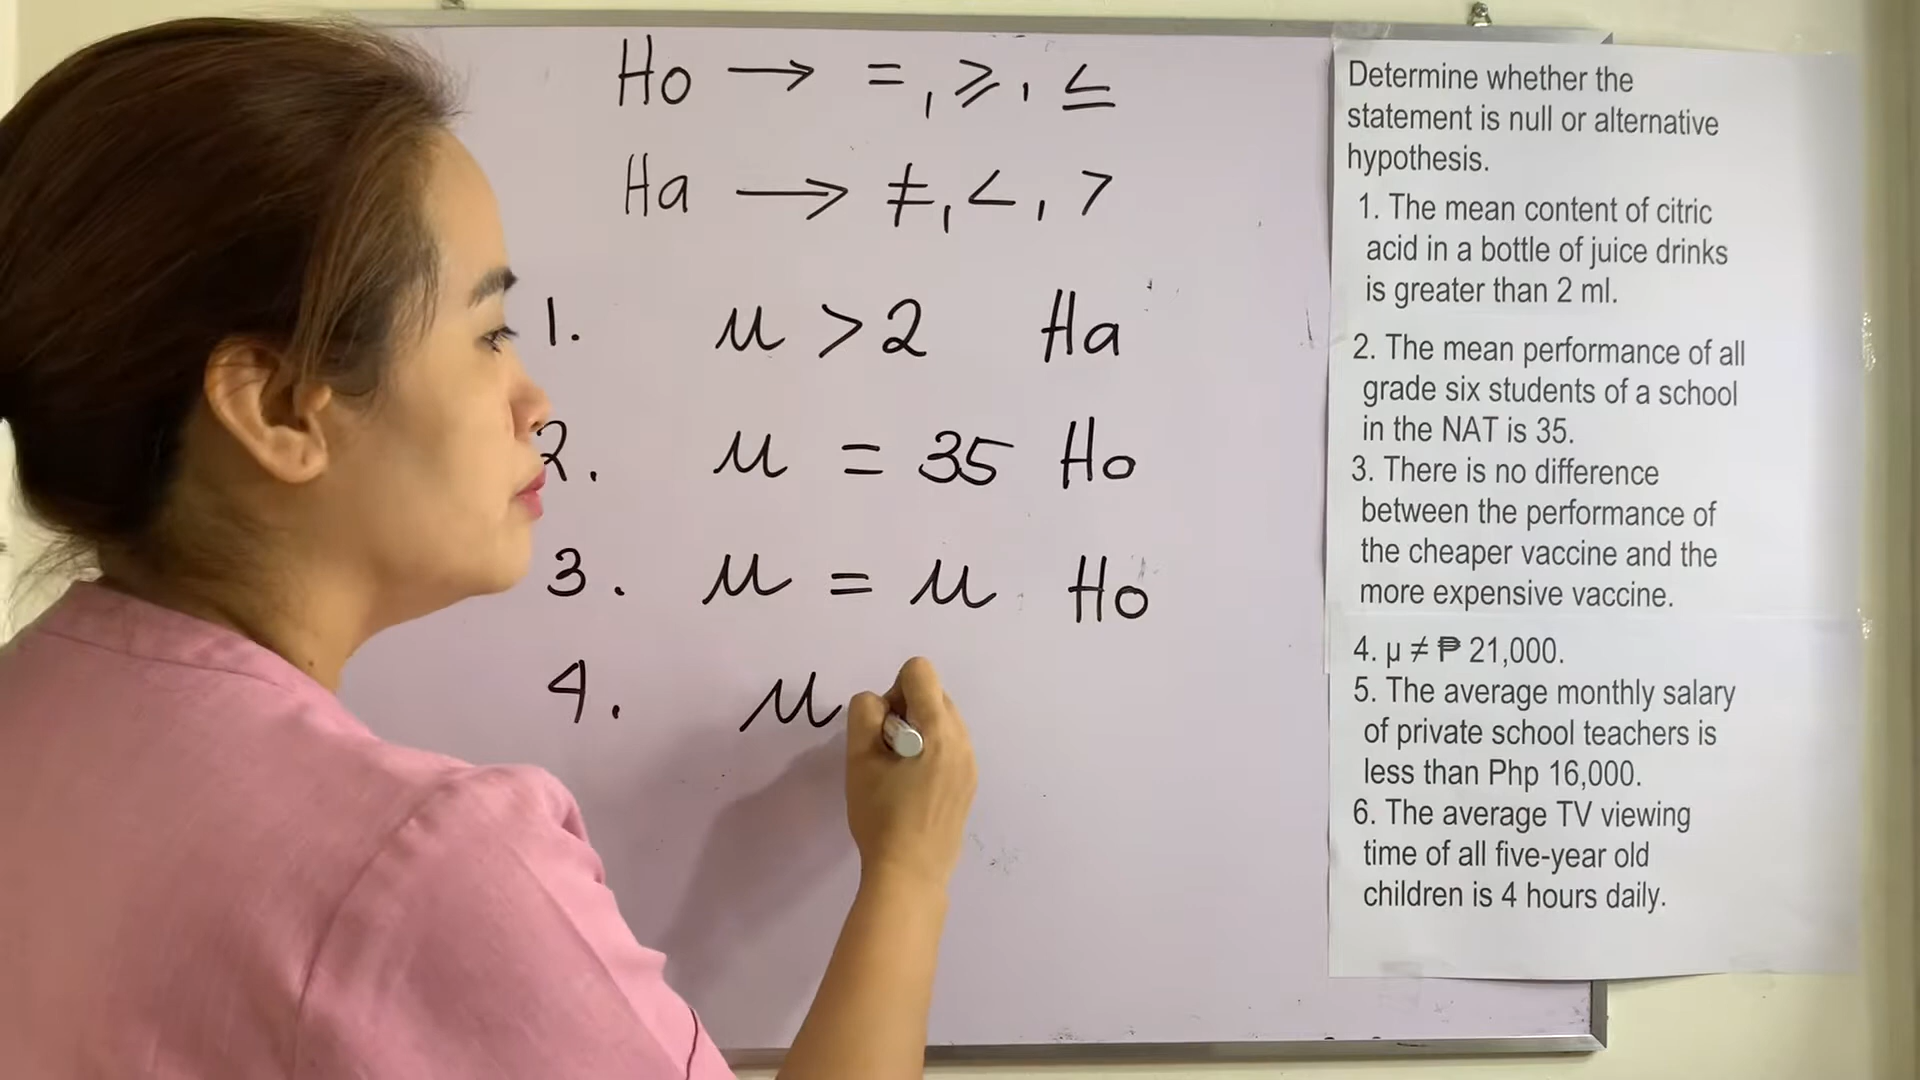 Ho → =, ≥, ≤
Ha → ≠, <, >
1. μ > 2 Ha
2. μ = 35 Ho
3. μ = μ Ho
4. μ
Determine whether the
statement is null or alternative
hypothesis.
1. The mean content of citric
acid in a bottle of juice drinks
is greater than 2 ml.
2. The mean performance of all
grade six students of a school
in the NAT is 35.
3. There is no difference
between the performance of
the cheaper vaccine and the
more expensive vaccine.
4. μ ≠ ₱ 21,000.
5. The average monthly salary
of private school teachers is
less than Php 16,000.
6. The average TV viewing
time of all five-year old
children is 4 hours daily.